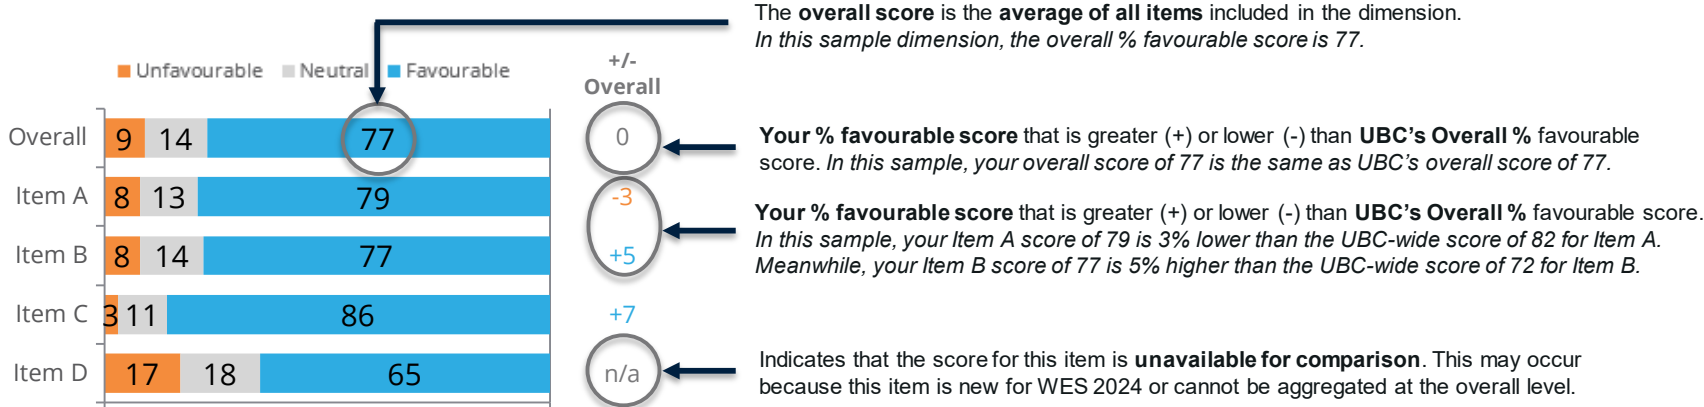 The overall score is the average of all items included in the dimension.
In this sample dimension, the overall % favourable score is 77.
Unfavourable Neutral Favourable
+/-
Overall
Overall 9 14 77 0
Your % favourable score that is greater (+) or lower (-) than UBC's Overall % favourable
score. In this sample, your overall score of 77 is the same as UBC's overall score of 77.
Item A 8 13 79 -3
Your % favourable score that is greater (+) or lower (-) than UBC's Overall % favourable score.
In this sample, your Item A score of 79 is 3% lower than the UBC-wide score of 82 for Item A.
Meanwhile, your Item B score of 77 is 5% higher than the UBC-wide score of 72 for Item B.
Item B 8 14 77 +5
Item C 3 11 86 +7
Item D 17 18 65 n/a
Indicates that the score for this item is unavailable for comparison. This may occur
because this item is new for WES 2024 or cannot be aggregated at the overall level.